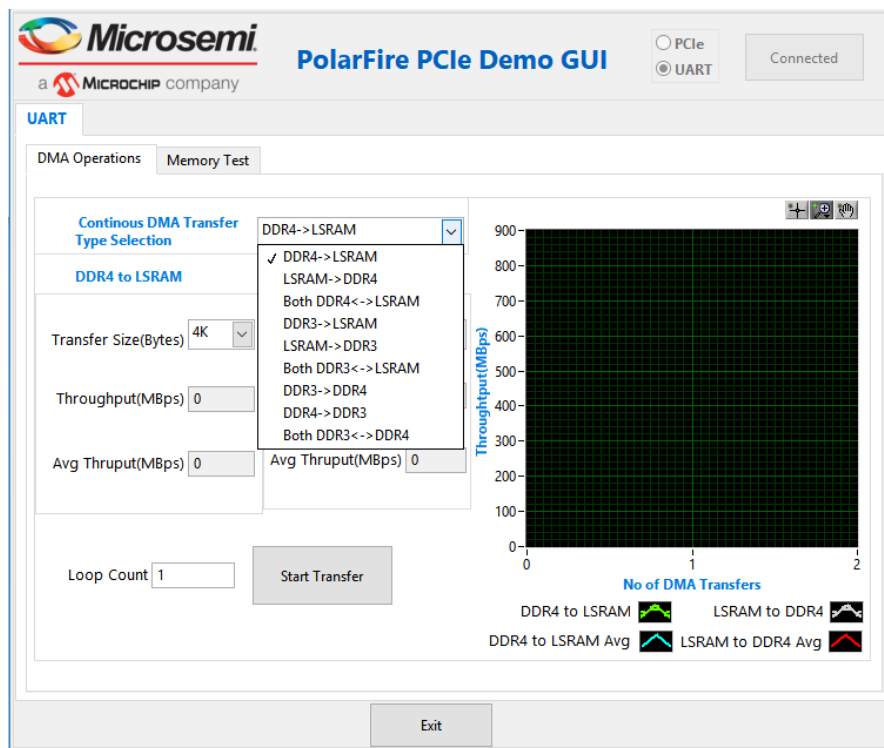 Microsemi.
a MICROCHIP company
PolarFire PCIe Demo GUI
PCIe
UART
Connected
UART
DMA Operations
Memory Test
Continous DMA Transfer
Type Selection
DDR4->LSRAM
✓ DDR4->LSRAM
LSRAM->DDR4
Both DDR4<->LSRAM
DDR3->LSRAM
LSRAM->DDR3
Both DDR3<->LSRAM
DDR3->DDR4
DDR4->DDR3
Both DDR3<->DDR4
DDR4 to LSRAM
Transfer Size(Bytes) 4K
Throughput(MBps) 0
Avg Thruput(MBps) 0
Avg Thruput(MBps) 0
Loop Count 1
Start Transfer
Throughtput(MBps)
900
800
700
600
500
400
300
200
100
0
0 1 2
No of DMA Transfers
DDR4 to LSRAM
LSRAM to DDR4
DDR4 to LSRAM Avg
LSRAM to DDR4 Avg
Exit